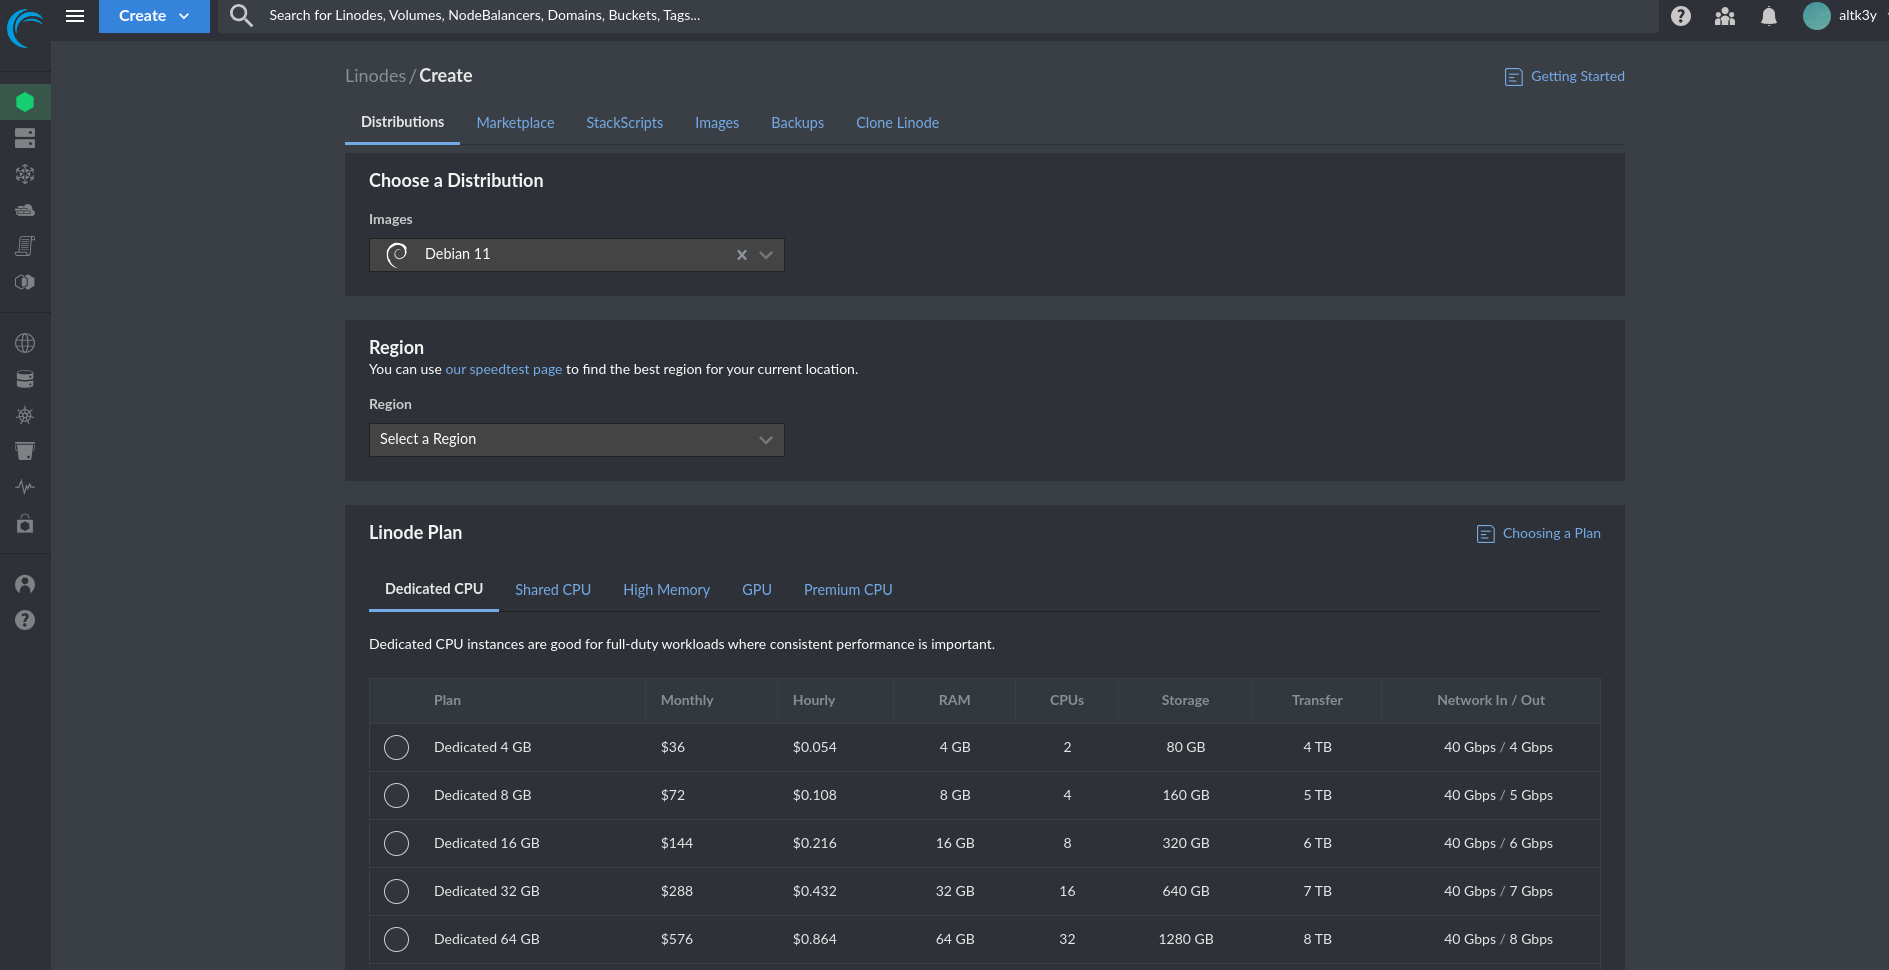 Create
Search for Linodes, Volumes, NodeBalancers, Domains, Buckets, Tags...
altk3y
Linodes / Create
Getting Started
Distributions Marketplace StackScripts Images Backups Clone Linode
Choose a Distribution
Images
Debian 11
Region
You can use our speedtest page to find the best region for your current location.
Region
Select a Region
Linode Plan
Choosing a Plan
Dedicated CPU Shared CPU High Memory GPU Premium CPU
Dedicated CPU instances are good for full-duty workloads where consistent performance is important.
Plan Monthly Hourly RAM CPUs Storage Transfer Network In / Out
Dedicated 4 GB $36 $0.054 4 GB 2 80 GB 4 TB 40 Gbps / 4 Gbps
Dedicated 8 GB $72 $0.108 8 GB 4 160 GB 5 TB 40 Gbps / 5 Gbps
Dedicated 16 GB $144 $0.216 16 GB 8 320 GB 6 TB 40 Gbps / 6 Gbps
Dedicated 32 GB $288 $0.432 32 GB 16 640 GB 7 TB 40 Gbps / 7 Gbps
Dedicated 64 GB $576 $0.864 64 GB 32 1280 GB 8 TB 40 Gbps / 8 Gbps